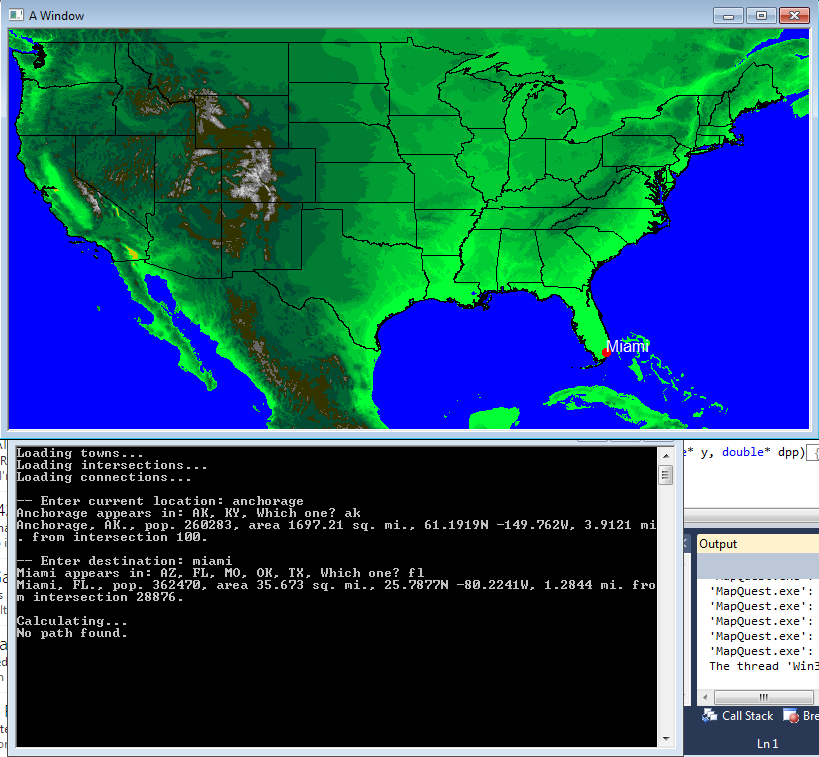 A Window
Miami
Loading towns...
Loading intersections...
Loading connections...
-- Enter current location: anchorage
Anchorage appears in: AK, KY, Which one? ak
Anchorage, AK., pop. 260283, area 1697.21 sq. mi., 61.1919N -149.762W, 3.9121 mi
. from intersection 100.
-- Enter destination: miami
Miami appears in: AZ, FL, MO, OK, TX, Which one? fl
Miami, FL., pop. 362470, area 35.673 sq. mi., 25.7877N -80.2241W, 1.2844 mi. fro
m intersection 28876.
Calculating...
No path found.
* y, double* dpp) {
Output
'MapQuest.exe':
'MapQuest.exe':
'MapQuest.exe':
'MapQuest.exe':
'MapQuest.exe':
The thread 'Win3
Call Stack
Bre
Ln 1